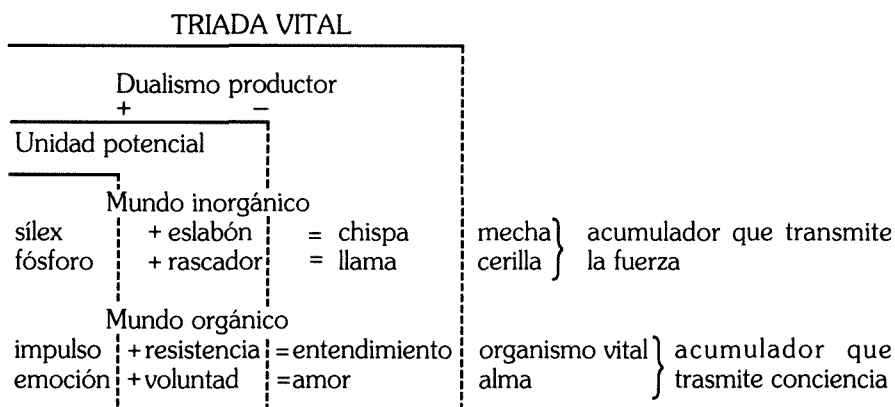 TRIADA VITAL
Dualismo productor
+ −
Unidad potencial
Mundo inorgánico
sílex + eslabón = chispa mecha } acumulador que transmite
fósforo + rascador = llama cerilla } la fuerza
Mundo orgánico
impulso + resistencia = entendimiento organismo vital } acumulador que
emoción + voluntad = amor alma } trasmite conciencia